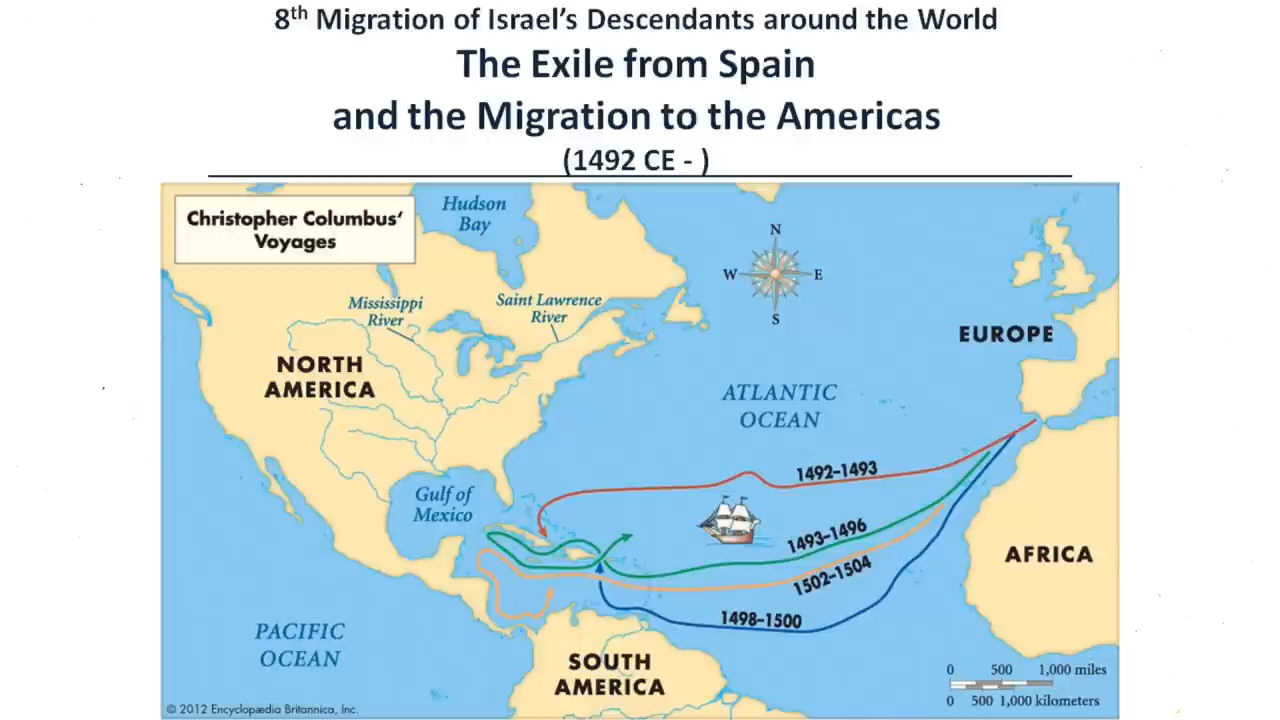 8th Migration of Israel's Descendants around the World
The Exile from Spain
and the Migration to the Americas
(1492 CE - )
Christopher Columbus'
Voyages
Hudson
Bay
N
W
E
S
Mississippi
River
Saint Lawrence
River
EUROPE
NORTH
AMERICA
ATLANTIC
OCEAN
1492–1493
Gulf of
Mexico
1493–1496
AFRICA
1502–1504
1498–1500
PACIFIC
OCEAN
SOUTH
AMERICA
0 500 1,000 miles
0 500 1,000 kilometers
© 2012 Encyclopædia Britannica, Inc.